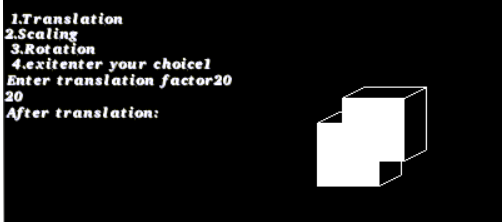 1.Translation
2.Scaling
3.Rotation
4.exitenter your choice1
Enter translation factor20
20
After translation: